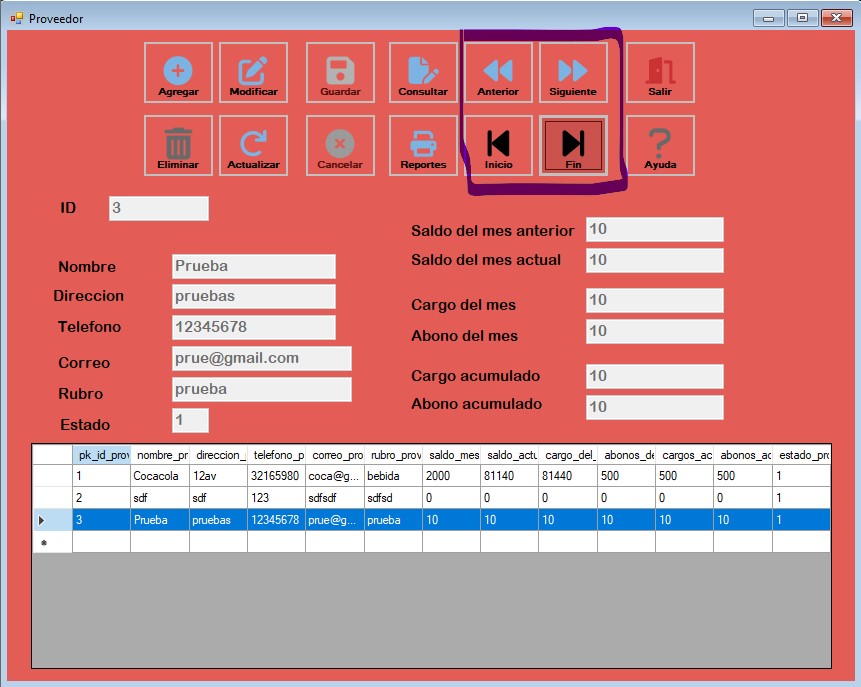 Proveedor
Agregar Modificar Guardar Consultar Anterior Siguiente Salir
Eliminar Actualizar Cancelar Reportes Inicio Fin Ayuda
ID 3
Saldo del mes anterior 10
Saldo del mes actual 10
Nombre Prueba
Direccion pruebas
Cargo del mes 10
Telefono 12345678
Abono del mes 10
Correo prue@gmail.com
Cargo acumulado 10
Rubro prueba
Abono acumulado 10
Estado 1
pk_id_prov nombre_pr direccion_ telefono_p correo_pro rubro_prov saldo_mes saldo_actu cargo_del_ abonos_de cargos_ac abonos_ac estado_pro
1 Cocacola 12av 32165980 coca@g... bebida 2000 81140 81440 500 500 500 1
2 sdf sdf 123 sdfsdf sdfsd 0 0 0 0 0 0 1
3 Prueba pruebas 12345678 prue@g... prueba 10 10 10 10 10 10 1